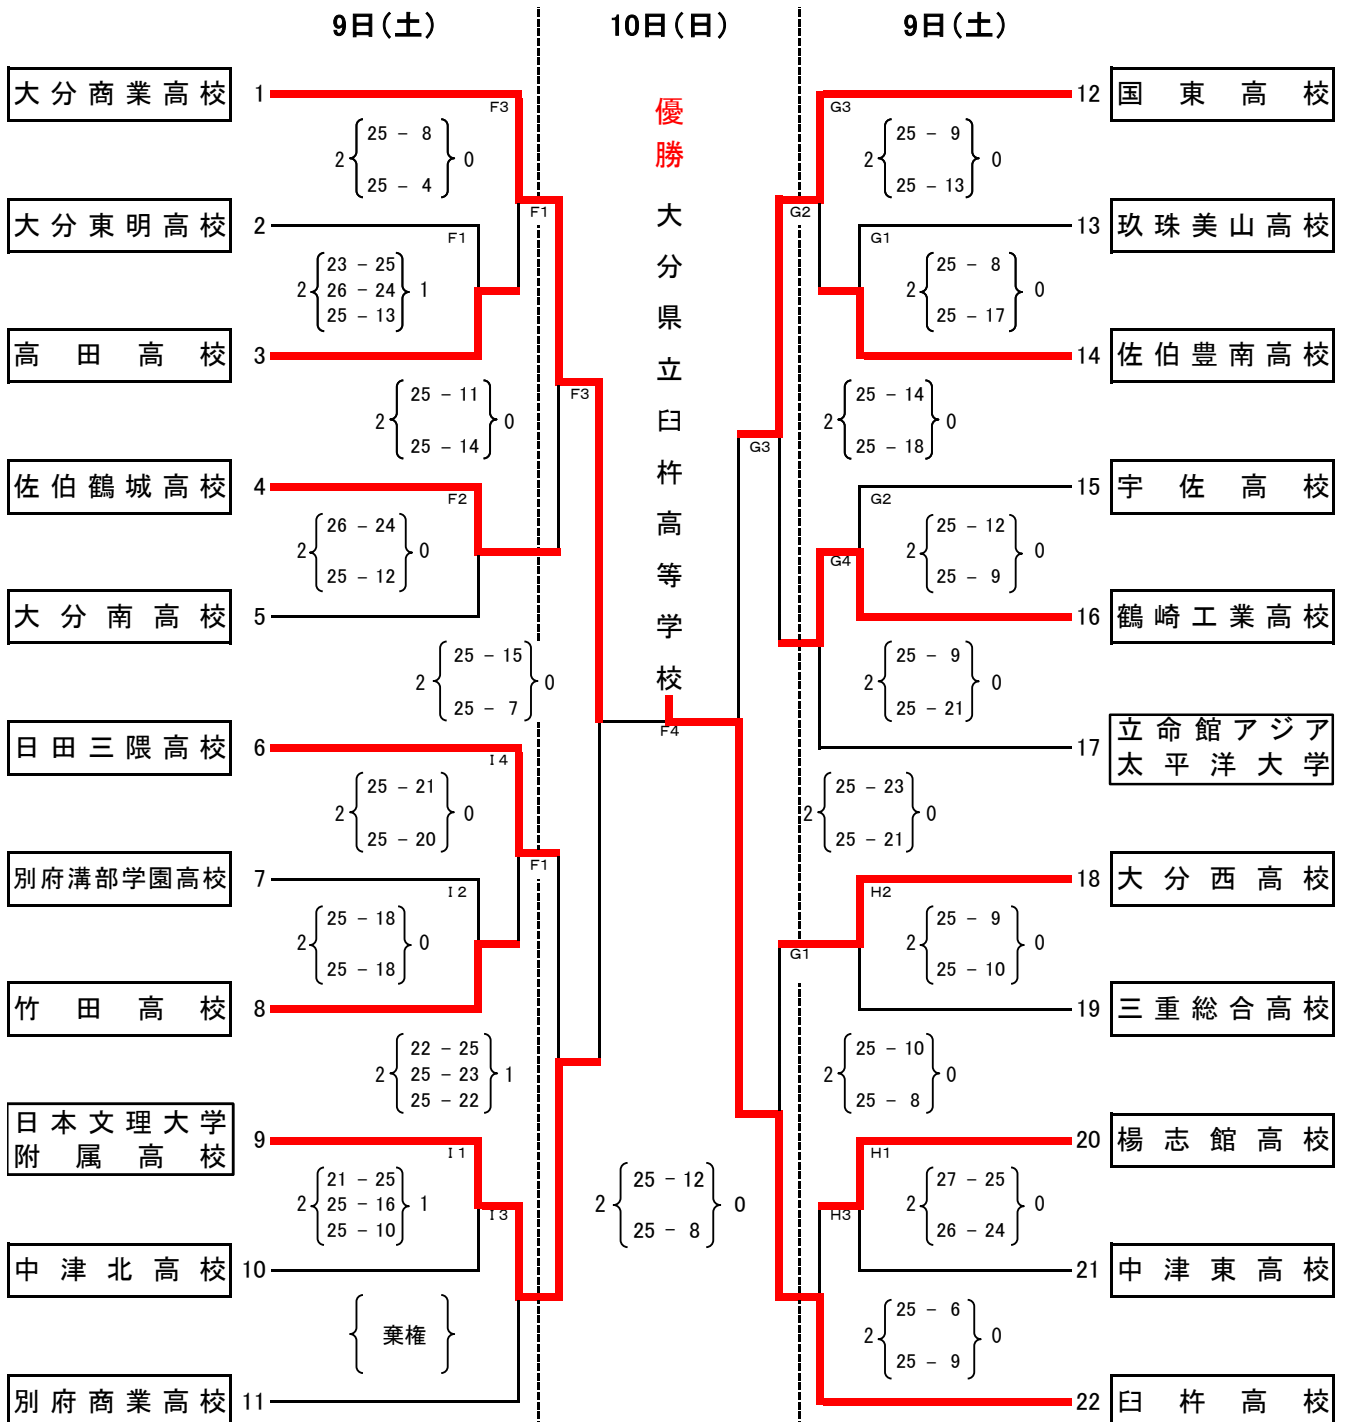 9日(土)
10日(日)
9日(土)
大分商業高校 1
F3
2 25 - 8 0
25 - 4
大分東明高校 2
F1
F1
23 - 25
2 26 - 24 1
25 - 13
高田高校 3
F3
2 25 - 11 0
25 - 14
佐伯鶴城高校 4
F2
2 26 - 24 0
25 - 12
大分南高校 5
2 25 - 15 0
25 - 7
日田三隈高校 6
I4
2 25 - 21 0
25 - 20
別府溝部学園高校 7
I2
F1
2 25 - 18 0
25 - 18
竹田高校 8
22 - 25
2 25 - 23 1
25 - 22
日本文理大学
附属高校 9
I1
21 - 25
2 25 - 16 1
25 - 10
I3
中津北高校 10
棄権
別府商業高校 11
優勝
大分県立臼杵高等学校
F4
2 25 - 12 0
25 - 8
12 国東高校
G3
2 25 - 9 0
25 - 13
G2
13 玖珠美山高校
G1
2 25 - 8 0
25 - 17
14 佐伯豊南高校
2 25 - 14 0
25 - 18
G3
15 宇佐高校
G2
2 25 - 12 0
25 - 9
G4
16 鶴崎工業高校
2 25 - 9 0
25 - 21
17 立命館アジア
太平洋大学
2 25 - 23 0
25 - 21
18 大分西高校
H2
2 25 - 9 0
25 - 10
G1
19 三重総合高校
2 25 - 10 0
25 - 8
20 楊志館高校
H1
2 27 - 25 0
26 - 24
H3
21 中津東高校
2 25 - 6 0
25 - 9
22 臼杵高校